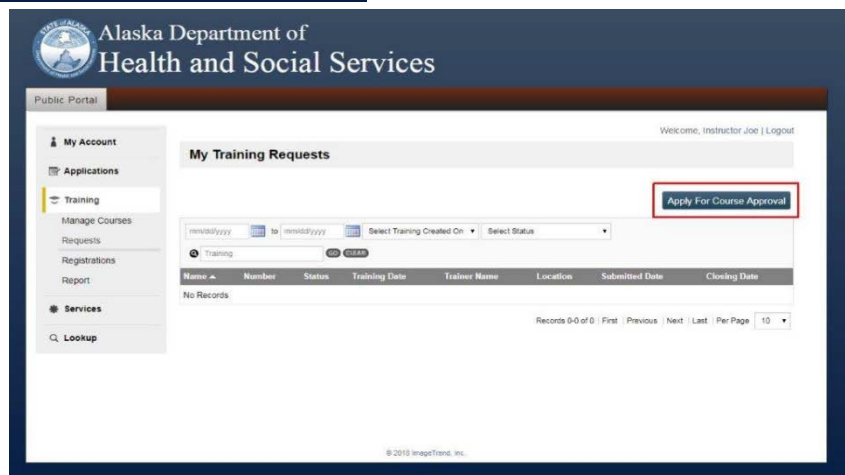 Alaska Department of
Health and Social Services
Public Portal
Welcome, Instructor Joe | Logout
My Account
Applications
Training
Manage Courses
Requests
Registrations
Report
Services
Lookup
My Training Requests
Apply For Course Approval
mm/dd/yyyy to mm/dd/yyyy Select Training Created On Select Status
Training GO CLEAR
Name Number Status Training Date Trainer Name Location Submitted Date Closing Date
No Records
Records 0-0 of 0 | First | Previous | Next | Last | Per Page 10
© 2018 ImageTrend, Inc.